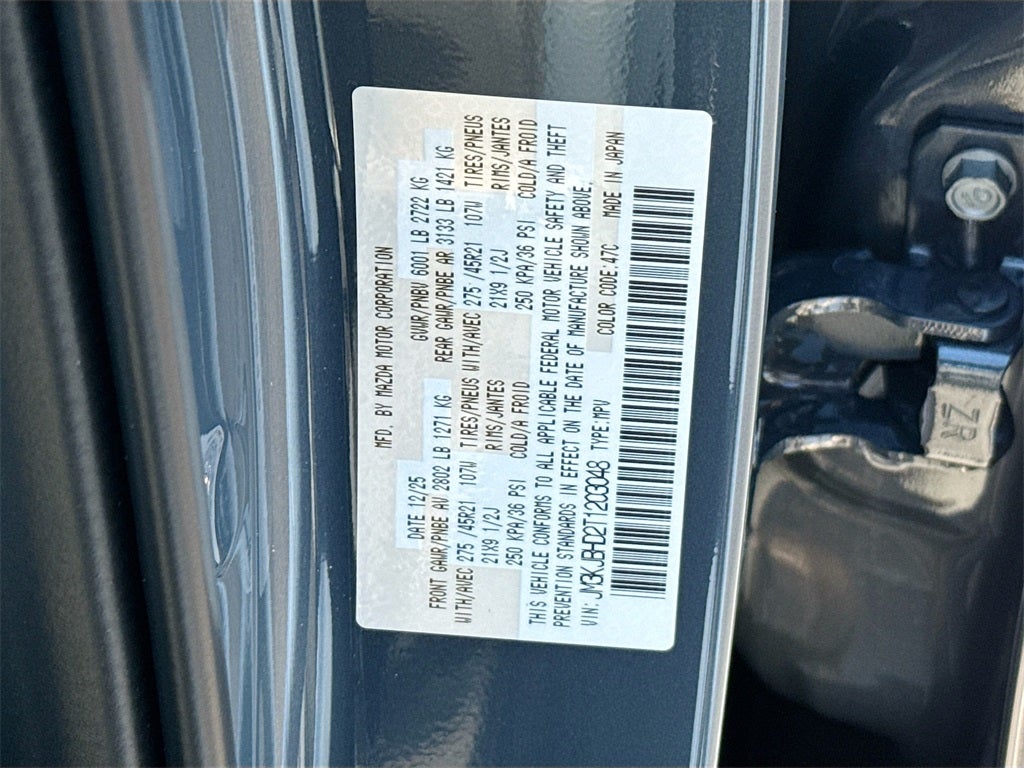 MFD. BY MAZDA MOTOR CORPORATION
DATE 12/25 GVWR/PNBV 6001 LB 2722 KG
FRONT GAWR/PNBE AV 2802 LB 1271 KG REAR GAWR/PNBE AR 3133 LB 1421 KG
WITH/AVEC 275 /45R21 107W TIRES/PNEUS WITH/AVEC 275 /45R21 107W TIRES/PNEUS
21X9 1/2J RIMS/JANTES 21X9 1/2J RIMS/JANTES
250 KPA/36 PSI COLD/A FROID 250 KPA/36 PSI COLD/A FROID
THIS VEHICLE CONFORMS TO ALL APPLICABLE FEDERAL MOTOR VEHICLE SAFETY AND THEFT
PREVENTION STANDARDS IN EFFECT ON THE DATE OF MANUFACTURE SHOWN ABOVE.
VIN: JM3KJBHD2T1203048 TYPE:MPV COLOR CODE:47C MADE IN JAPAN
ZR